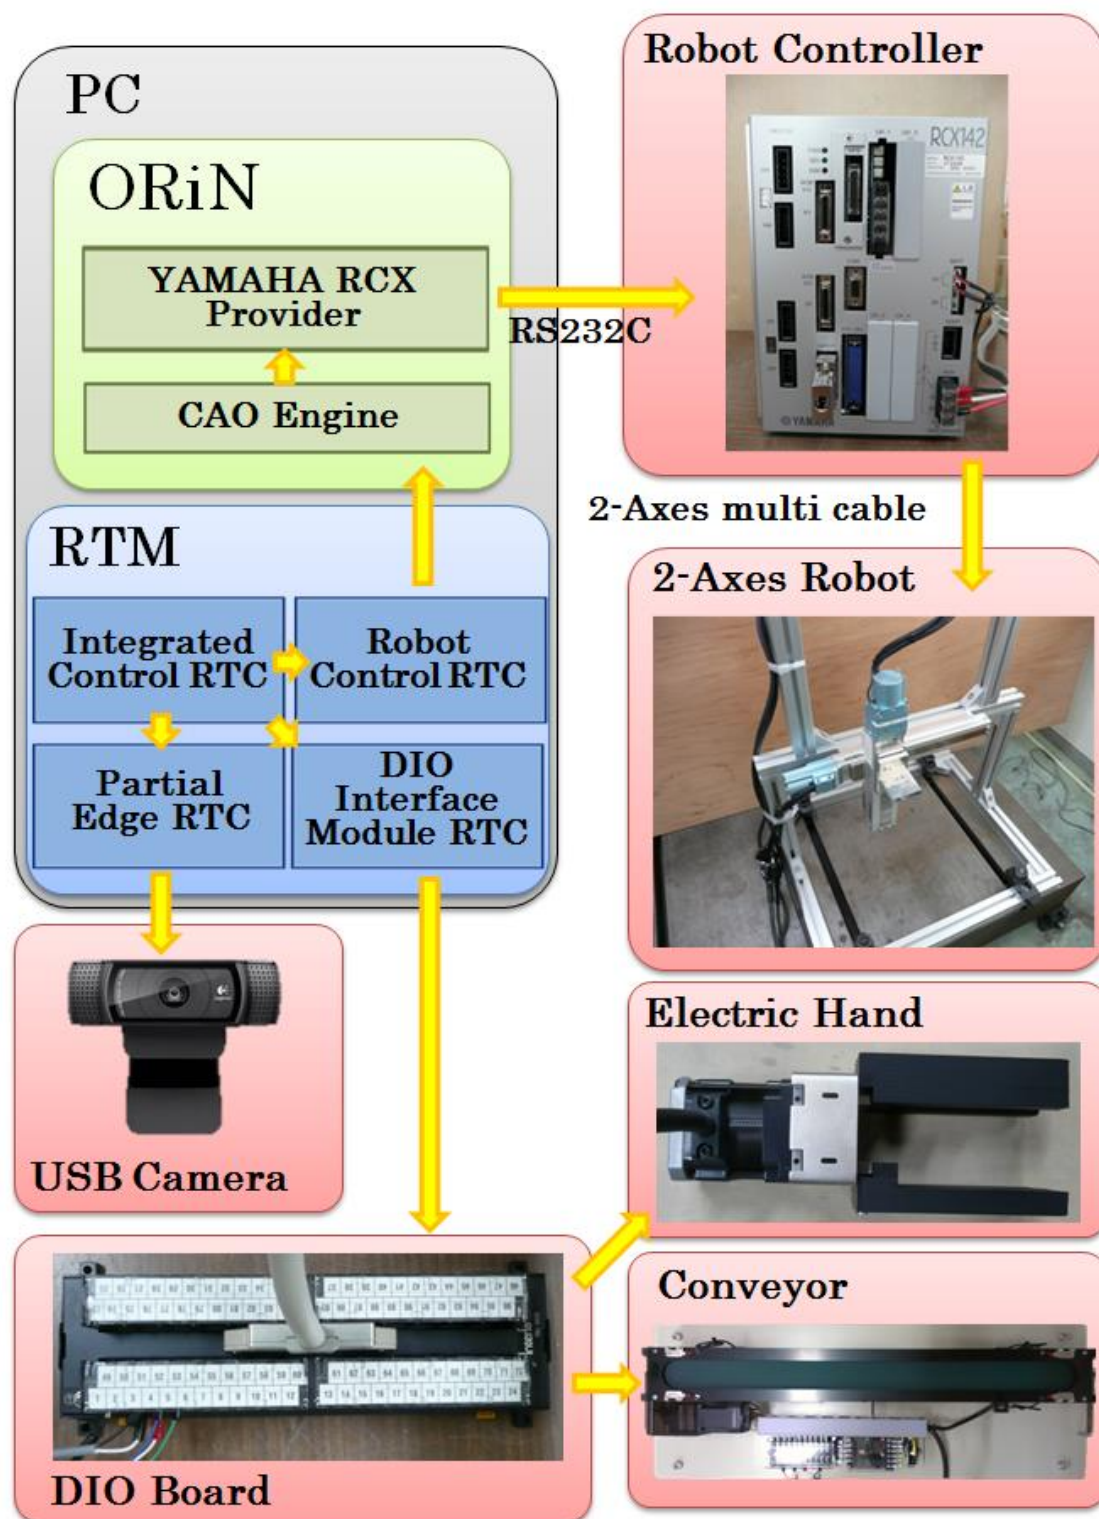 PC
ORiN
YAMAHA RCX
Provider
CAO Engine
RTM
Integrated
Control RTC
Robot
Control RTC
Partial
Edge RTC
DIO
Interface
Module RTC
RS232C
Robot Controller
RCX142
YAMAHA
2-Axes multi cable
2-Axes Robot
USB Camera
Electric Hand
DIO Board
Conveyor